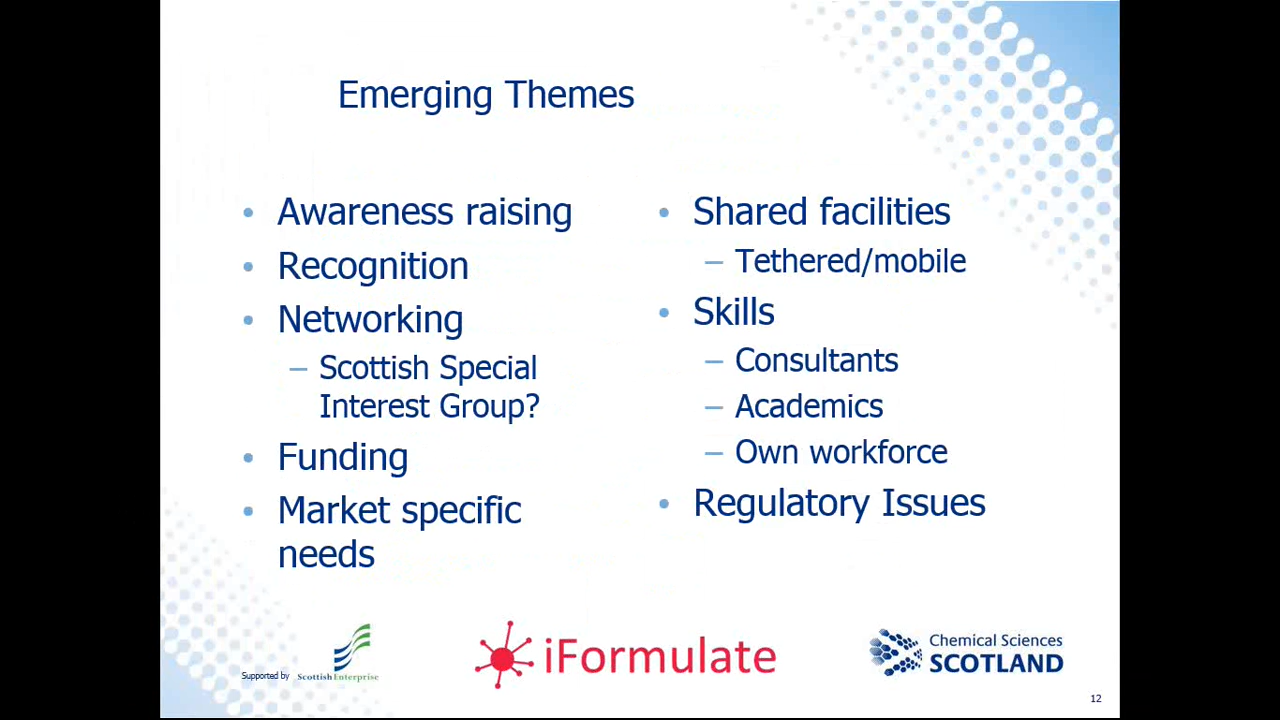 Emerging Themes
• Awareness raising
• Recognition
• Networking
– Scottish Special
Interest Group?
• Funding
• Market specific
needs
• Shared facilities
– Tethered/mobile
• Skills
– Consultants
– Academics
– Own workforce
• Regulatory Issues
Supported by
Scottish Enterprise
iFormulate
Chemical Sciences
SCOTLAND
12